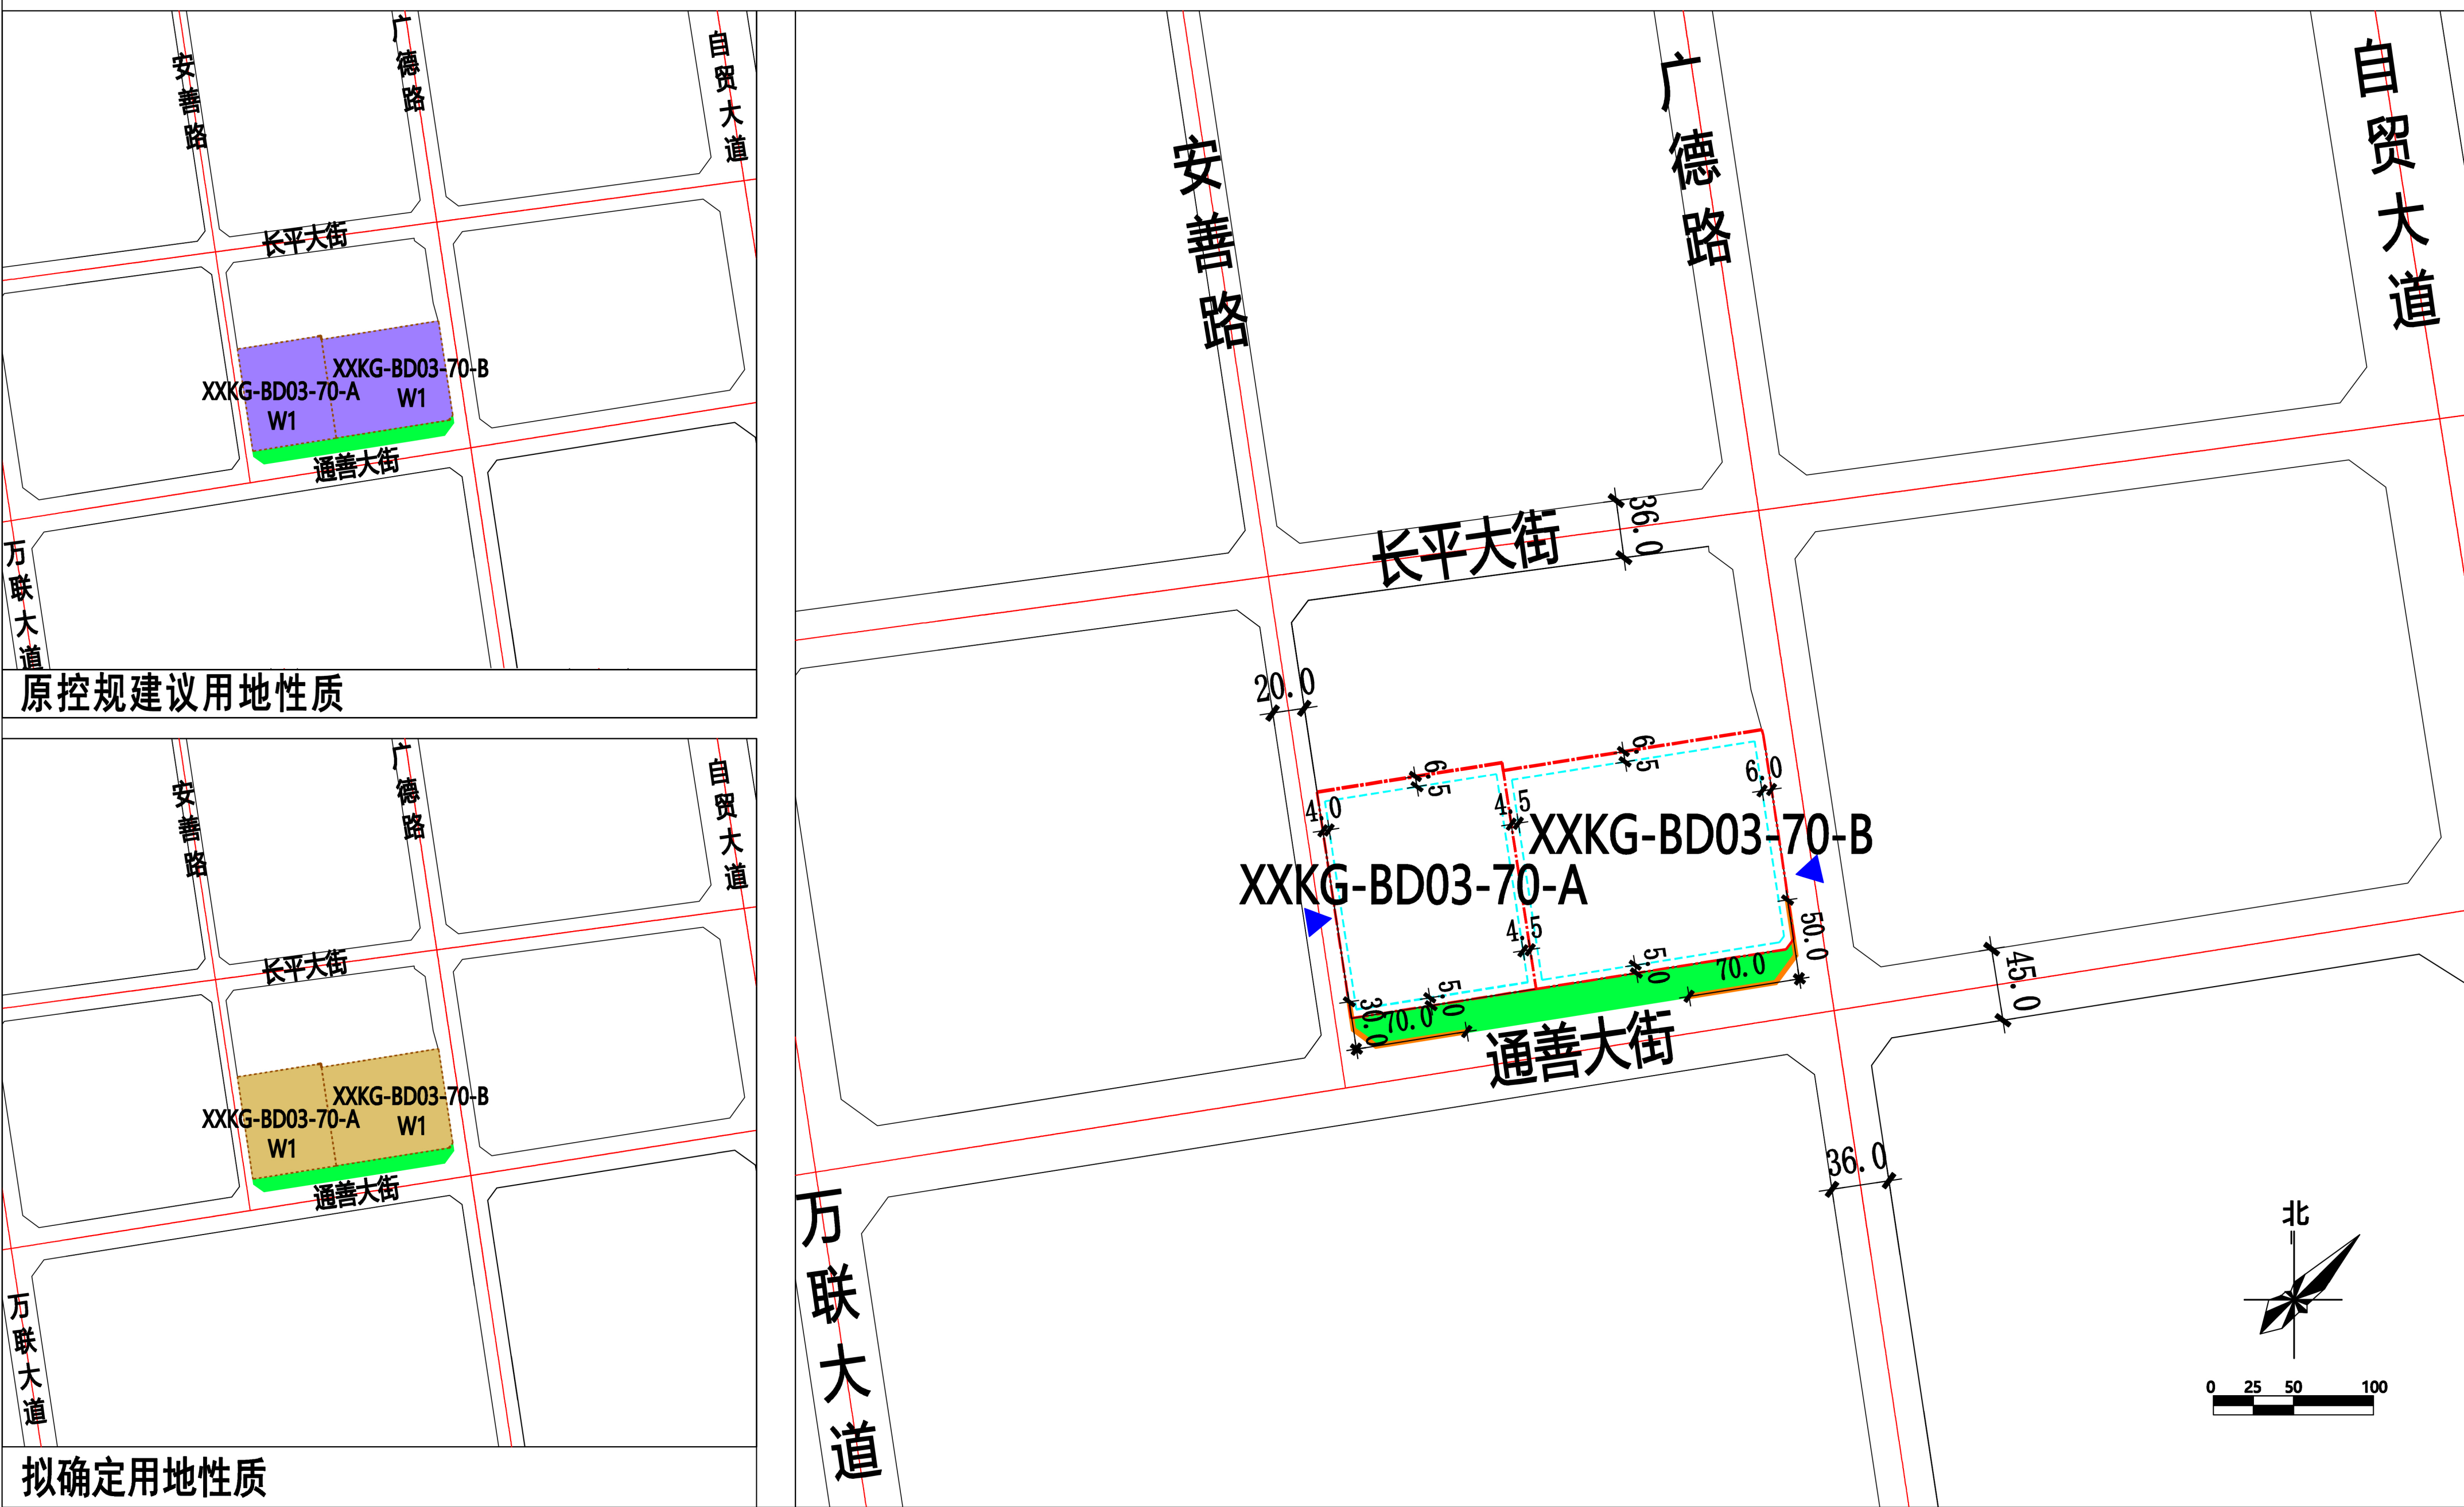 安善路
广德路
自贸大道
长平大街
XXKG-BD03-70-B
W1
XXKG-BD03-70-A
W1
通善大街
万联大道
原控规建议用地性质
安善路
广德路
自贸大道
长平大街
XXKG-BD03-70-B
W1
XXKG-BD03-70-A
W1
通善大街
万联大道
拟确定用地性质
安善路
广德路
自贸大道
36.0
长平大街
20.0
6.5
6.5
6.0
4.0
4.5
XXKG-BD03-70-B
XXKG-BD03-70-A
4.5
50.0
5.0
70.0
45.0
30.0
70.0
5.0
通善大街
36.0
万联大道
北
0 25 50 100